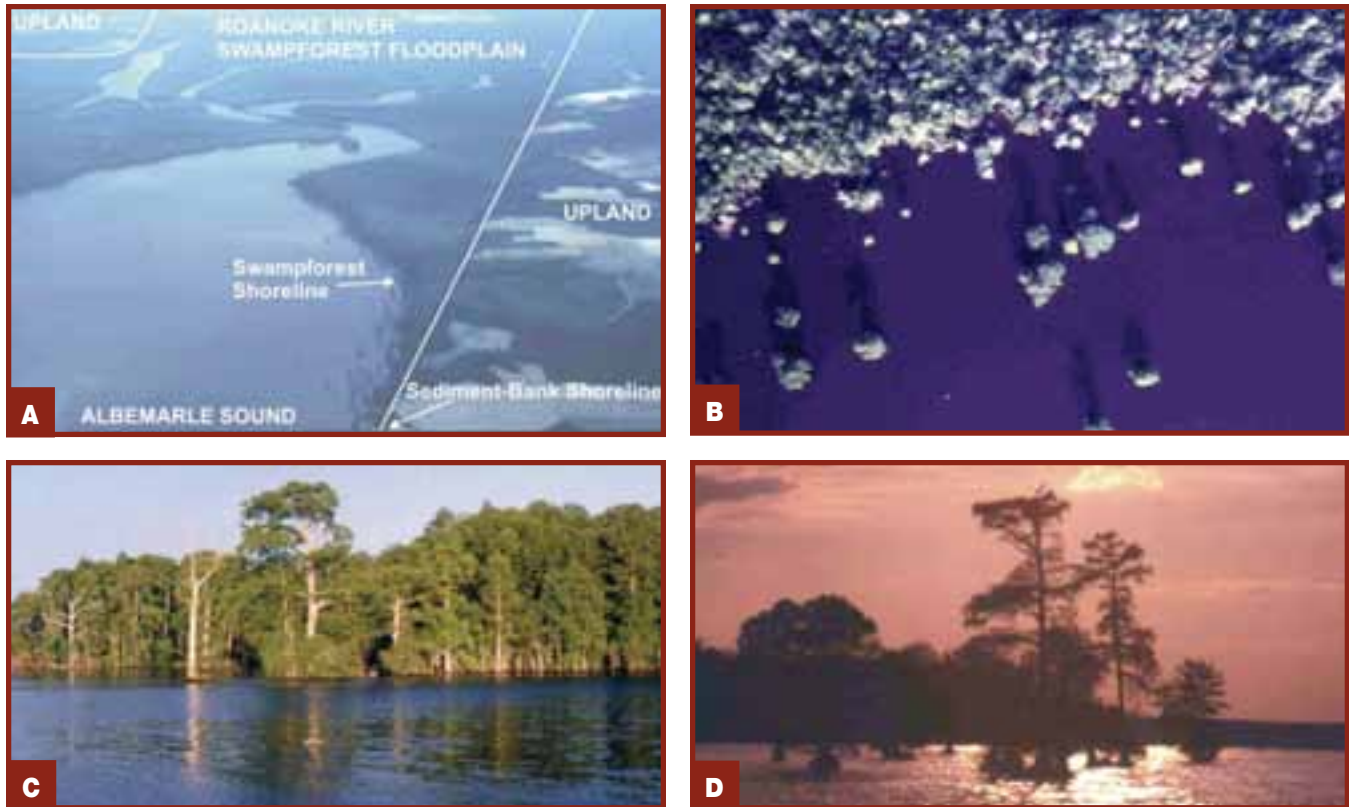 UPLAND
ROANOKE RIVER
SWAMPFOREST FLOODPLAIN
UPLAND
Swampforest
Shoreline
Sediment-Bank Shoreline
ALBEMARLE SOUND
A
B
C
D